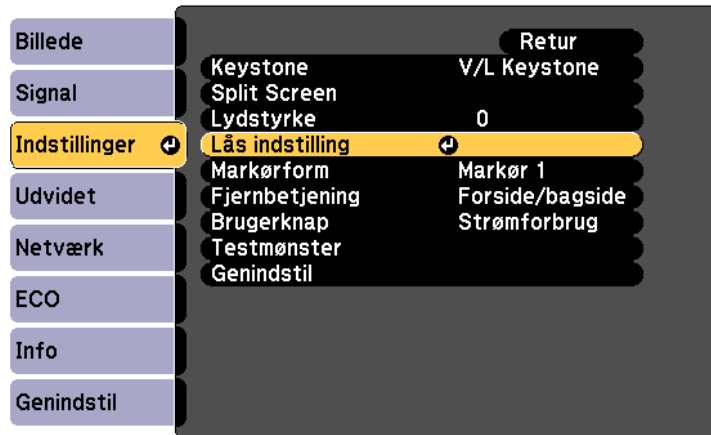 Billede
Signal
Indstillinger
Udvidet
Netværk
ECO
Info
Genindstil
Retur
Keystone V/L Keystone
Split Screen
Lydstyrke 0
Lås indstilling
Markørform Markør 1
Fjernbetjening Forside/bagside
Brugerknap Strømforbrug
Testmønster
Genindstil